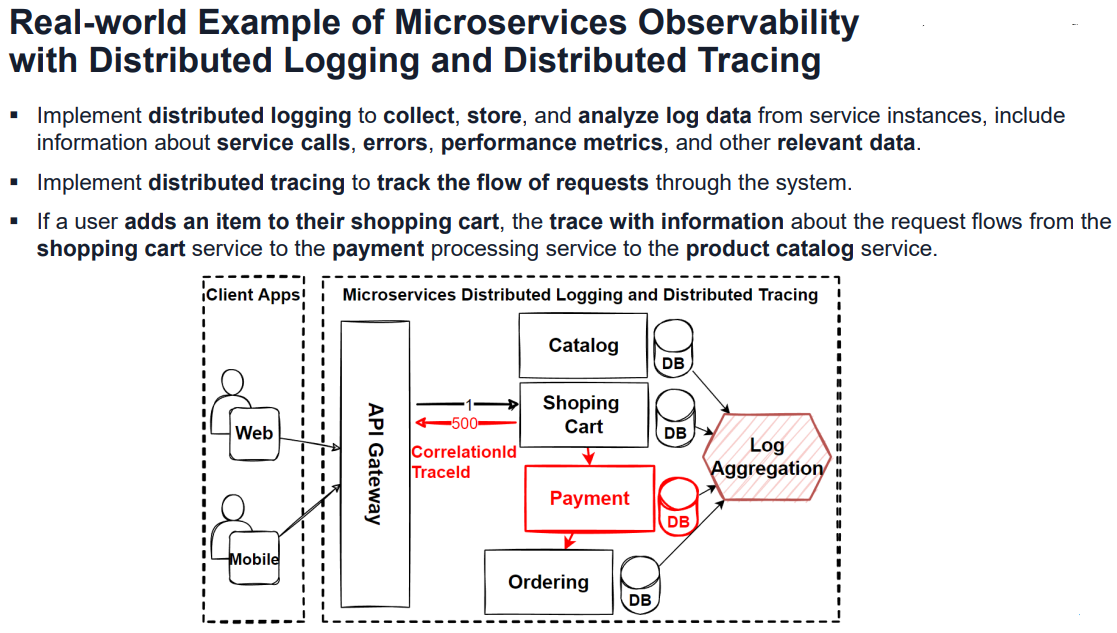 Real-world Example of Microservices Observability
with Distributed Logging and Distributed Tracing
▪ Implement distributed logging to collect, store, and analyze log data from service instances, include
information about service calls, errors, performance metrics, and other relevant data.
▪ Implement distributed tracing to track the flow of requests through the system.
▪ If a user adds an item to their shopping cart, the trace with information about the request flows from the
shopping cart service to the payment processing service to the product catalog service.
Client Apps
Microservices Distributed Logging and Distributed Tracing
Web
Mobile
API Gateway
1
500
CorrelationId
TraceId
Catalog
DB
Shoping
Cart
DB
Payment
DB
Ordering
DB
Log
Aggregation